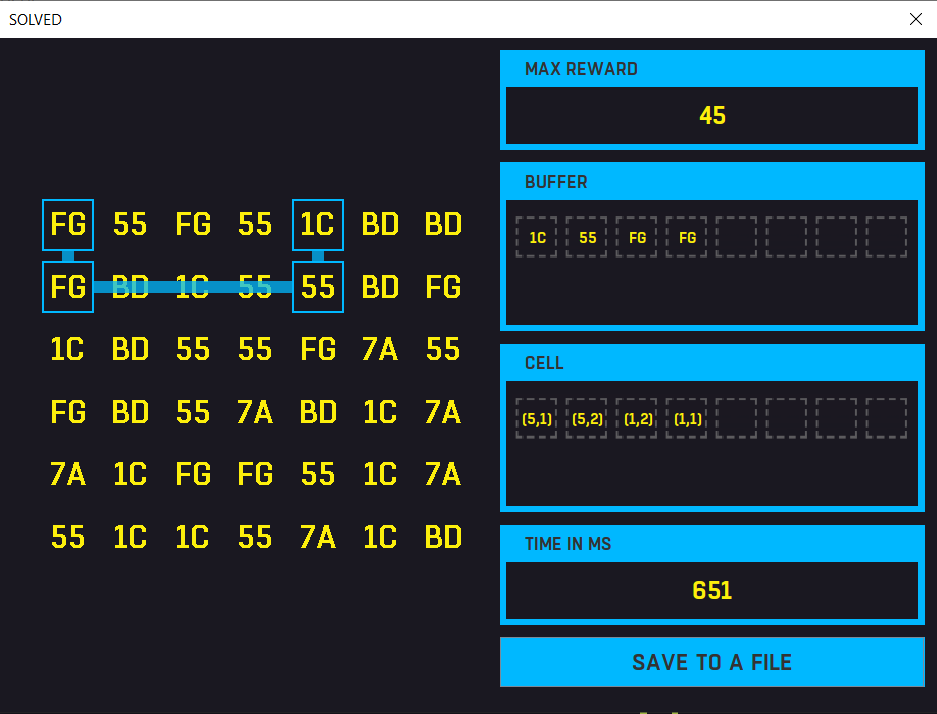 SOLVED
FG 55 FG 55 1C BD BD
FG BD 1C 55 55 BD FG
1C BD 55 55 FG 7A 55
FG BD 55 7A BD 1C 7A
7A 1C FG FG 55 1C 7A
55 1C 1C 55 7A 1C BD
MAX REWARD
45
BUFFER
1C 55 FG FG
CELL
(5,1) (5,2) (1,2) (1,1)
TIME IN MS
651
SAVE TO A FILE